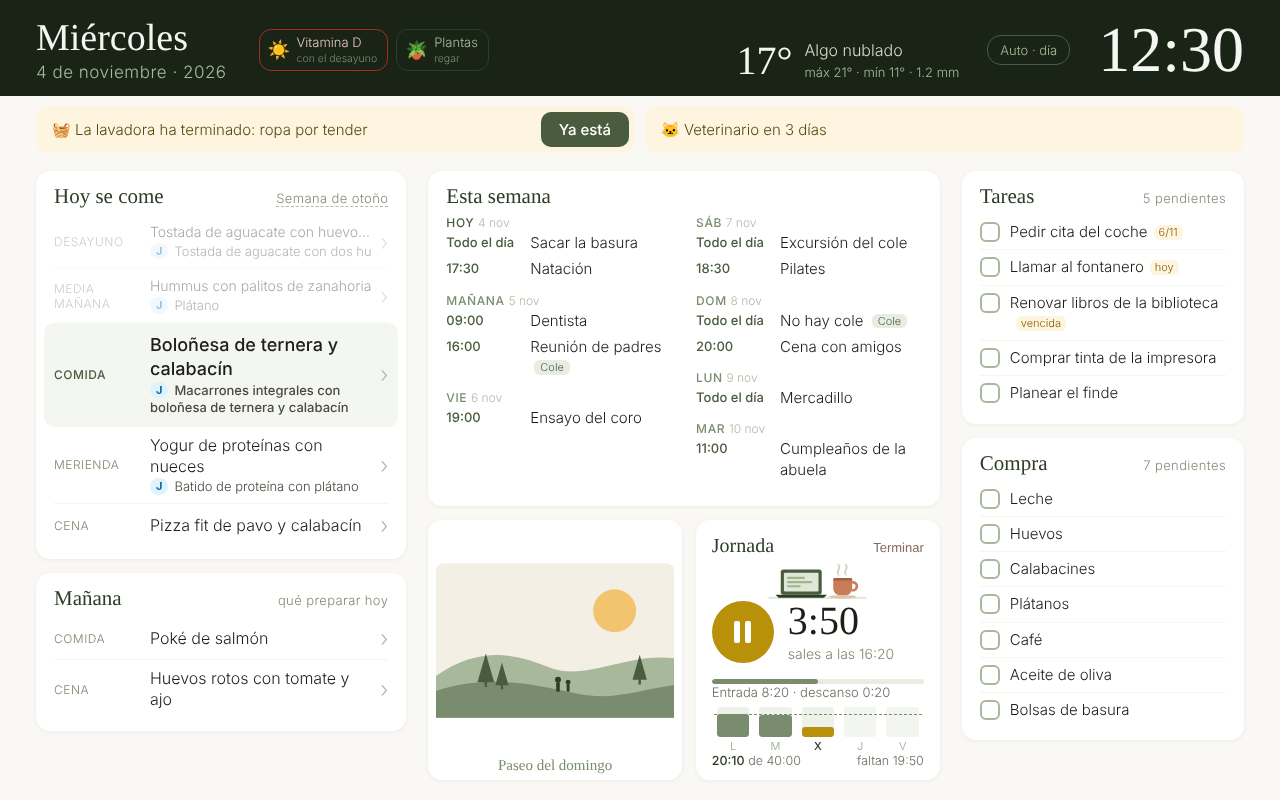 Miércoles
4 de noviembre · 2026
Vitamina D
con el desayuno
Plantas
regar
17°
Algo nublado
máx 21° · mín 11° · 1.2 mm
Auto · día
12:30
La lavadora ha terminado: ropa por tender
Ya está
Veterinario en 3 días
Hoy se come
Semana de otoño
DESAYUNO
Tostada de aguacate con huevo...
J Tostada de aguacate con dos hu
MEDIA
MAÑANA
Hummus con palitos de zanahoria
J Plátano
COMIDA
Boloñesa de ternera y
calabacín
J Macarrones integrales con
boloñesa de ternera y calabacín
MERIENDA
Yogur de proteínas con
nueces
J Batido de proteína con plátano
CENA
Pizza fit de pavo y calabacín
Mañana
qué preparar hoy
COMIDA
Poké de salmón
CENA
Huevos rotos con tomate y
ajo
Esta semana
HOY 4 nov
Todo el día Sacar la basura
17:30 Natación
MAÑANA 5 nov
09:00 Dentista
16:00 Reunión de padres
Cole
VIE 6 nov
19:00 Ensayo del coro
SÁB 7 nov
Todo el día Excursión del cole
18:30 Pilates
DOM 8 nov
Todo el día No hay cole Cole
20:00 Cena con amigos
LUN 9 nov
Todo el día Mercadillo
MAR 10 nov
11:00 Cumpleaños de la
abuela
Paseo del domingo
Jornada
Terminar
3:50
sales a las 16:20
Entrada 8:20 · descanso 0:20
L M X J V
20:10 de 40:00
faltan 19:50
Tareas
5 pendientes
Pedir cita del coche 6/11
Llamar al fontanero hoy
Renovar libros de la biblioteca
vencida
Comprar tinta de la impresora
Planear el finde
Compra
7 pendientes
Leche
Huevos
Calabacines
Plátanos
Café
Aceite de oliva
Bolsas de basura